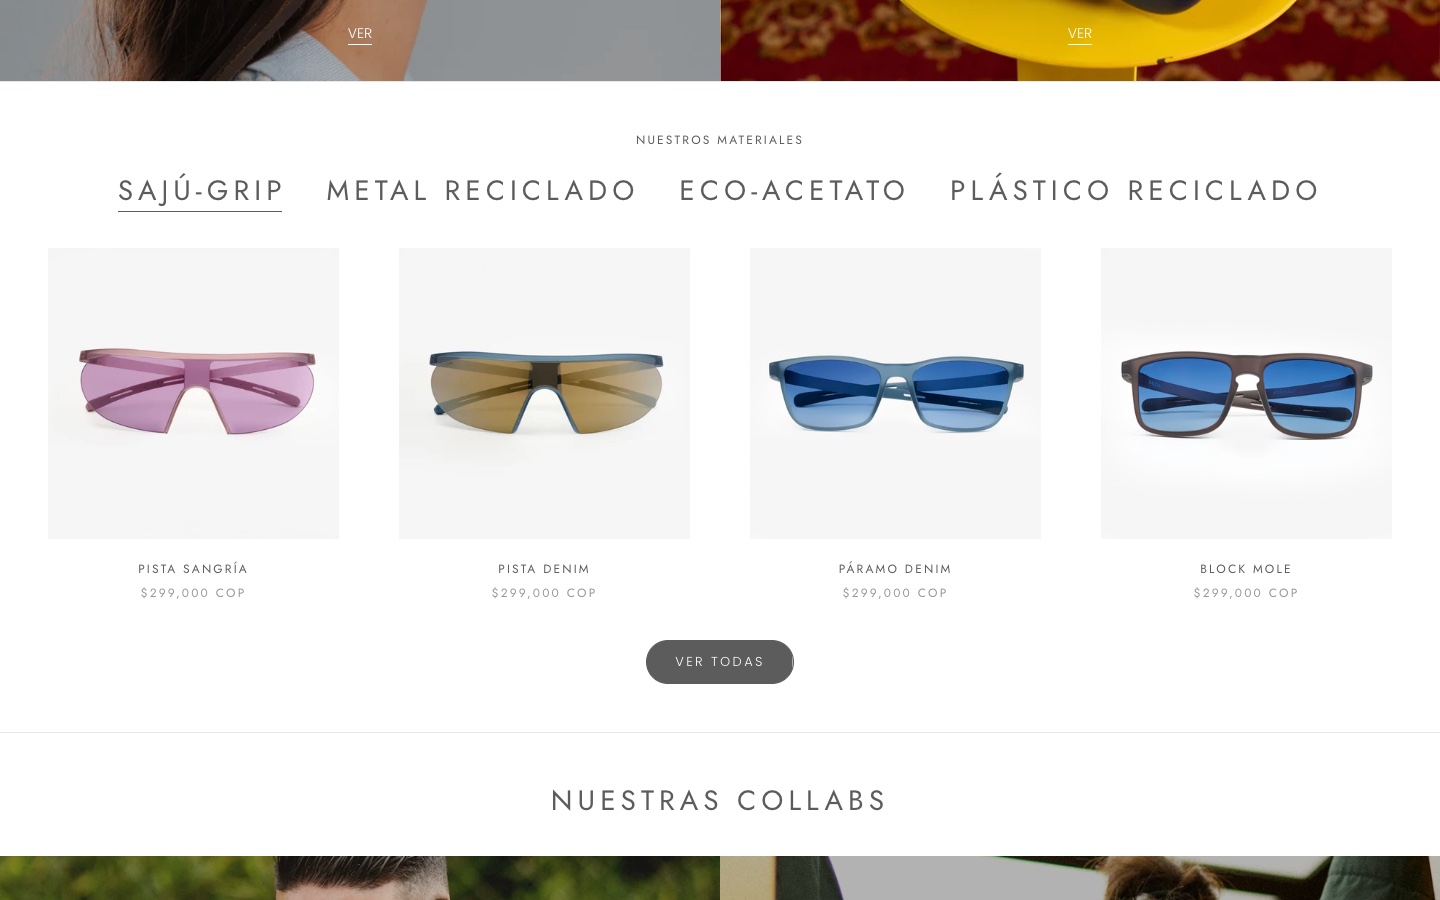 VER
VER
NUESTROS MATERIALES
SAJÚ-GRIP
METAL RECICLADO
ECO-ACETATO
PLÁSTICO RECICLADO
PISTA SANGRÍA
$299,000 COP
PISTA DENIM
$299,000 COP
PÁRAMO DENIM
$299,000 COP
BLOCK MOLE
$299,000 COP
VER TODAS
NUESTRAS COLLABS